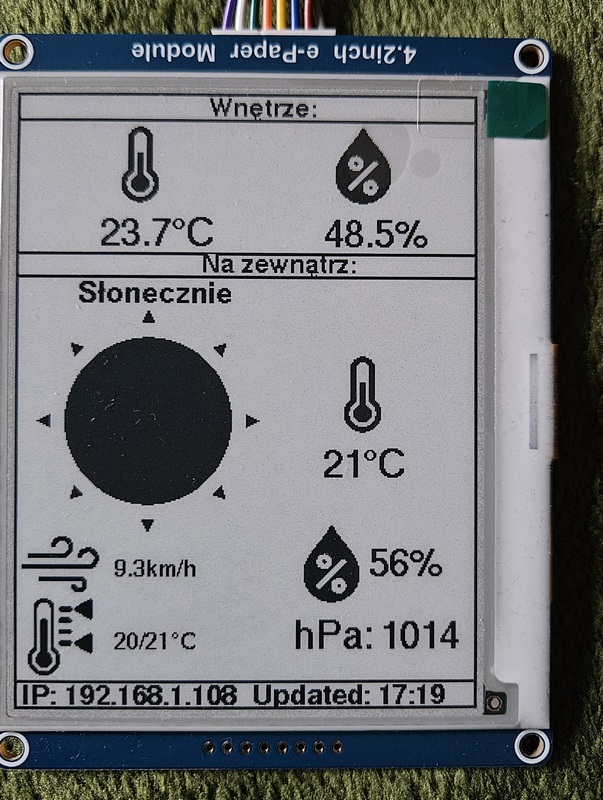 4.2inch e-Paper Module
Wnętrze:
23.7°C 48.5%
Na zewnątrz:
Słonecznie
21°C
9.3km/h 56%
20/21°C hPa: 1014
IP: 192.168.1.108 Updated: 17:19